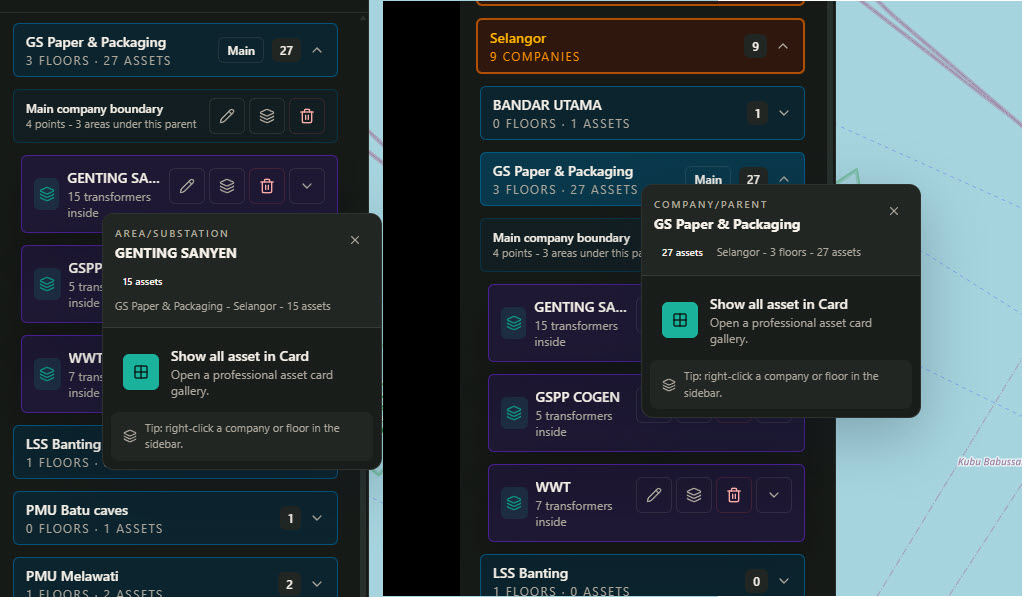 GS Paper & Packaging
3 FLOORS · 27 ASSETS
Main
27
Main company boundary
4 points - 3 areas under this parent
GENTING SA...
15 transformers
inside
GSPP
5 trans
inside
WWT
7 trans
inside
AREA/SUBSTATION
GENTING SANYEN
15 assets
GS Paper & Packaging - Selangor - 15 assets
Show all asset in Card
Open a professional asset card
gallery.
Tip: right-click a company or floor in the
sidebar.
LSS Banting
1 FLOORS ·
PMU Batu caves
0 FLOORS · 1 ASSETS
1
PMU Melawati
1 FLOORS · 2 ASSETS
2
Selangor
9 COMPANIES
9
BANDAR UTAMA
0 FLOORS · 1 ASSETS
1
GS Paper & Packaging
3 FLOORS · 27 ASSETS
Main
27
Main company boundary
4 points - 3 areas under this pa
COMPANY/PARENT
GS Paper & Packaging
27 assets
Selangor - 3 floors - 27 assets
Show all asset in Card
Open a professional asset card
gallery.
Tip: right-click a company or floor in the
sidebar.
GENTING SA...
15 transformers
inside
GSPP COGEN
5 transformers
inside
WWT
7 transformers
inside
LSS Banting
1 FLOORS · 0 ASSETS
0
Kubu Babussa